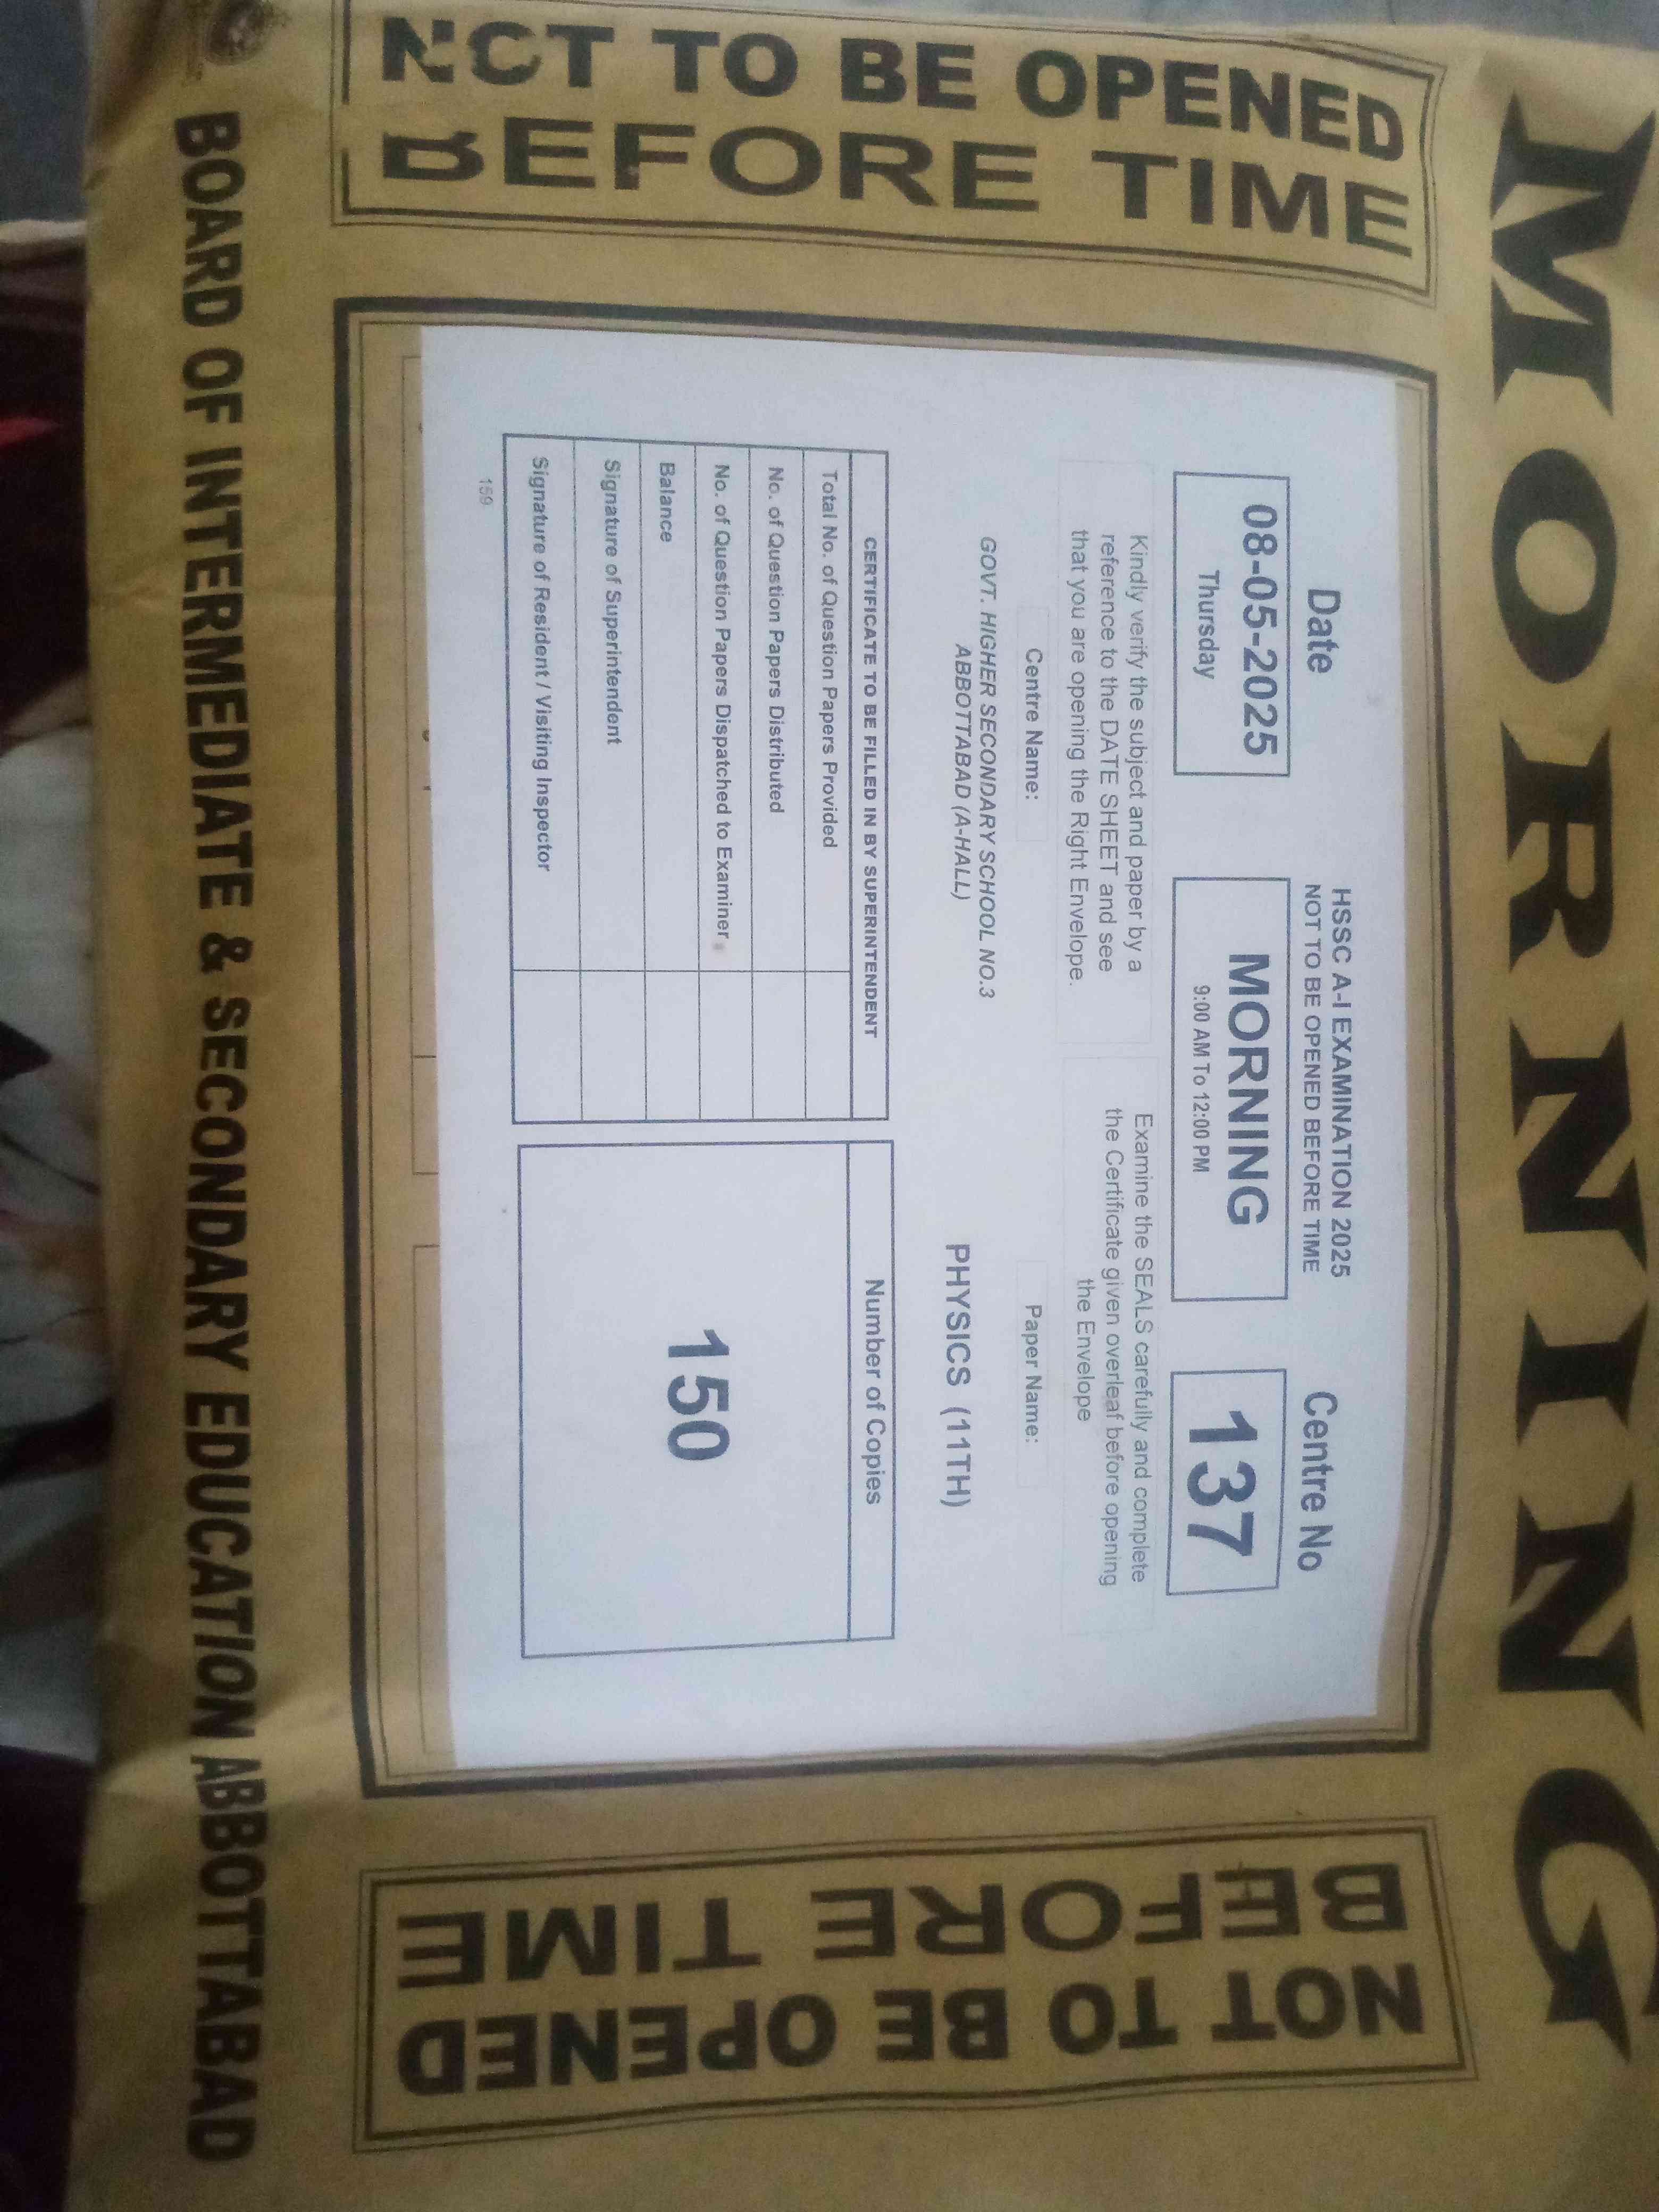 MORNING
NOT TO BE OPENED
BEFORE TIME
HSSC A-I EXAMINATION 2025
NOT TO BE OPENED BEFORE TIME
Date
08-05-2025
Thursday
MORNING
9:00 AM To 12:00 PM
Centre No
137
Kindly verify the subject and paper by a
reference to the DATE SHEET and see
that you are opening the Right Envelope.
Examine the SEALS carefully and complete
the Certificate given overleaf before opening
the Envelope
Centre Name:
GOVT. HIGHER SECONDARY SCHOOL NO.3
ABBOTTABAD (A-HALL)
Paper Name:
PHYSICS (11TH)
CERTIFICATE TO BE FILLED IN BY SUPERINTENDENT
Total No. of Question Papers Provided
No. of Question Papers Distributed
No. of Question Papers Dispatched to Examiner
Balance
Signature of Superintendent
Signature of Resident / Visiting Inspector
Number of Copies
150
159
NOT TO BE OPENED
BEFORE TIME
BOARD OF INTERMEDIATE & SECONDARY EDUCATION ABBOTTABAD